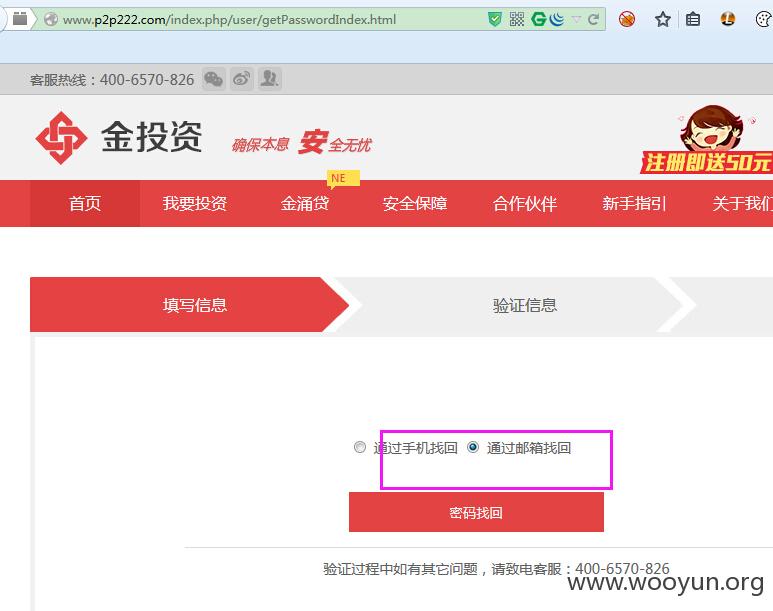 www.p2p222.com/index.php/user/getPasswordIndex.html
客服热线：400-6570-826
金投资
确保本息 安全无忧
注册即送50元
NE
首页 我要投资 金涌贷 安全保障 合作伙伴 新手指引 关于我们
填写信息 验证信息
通过手机找回 通过邮箱找回
密码找回
验证过程中如有其它问题，请致电客服：400-6570-826
www.wooyun.org